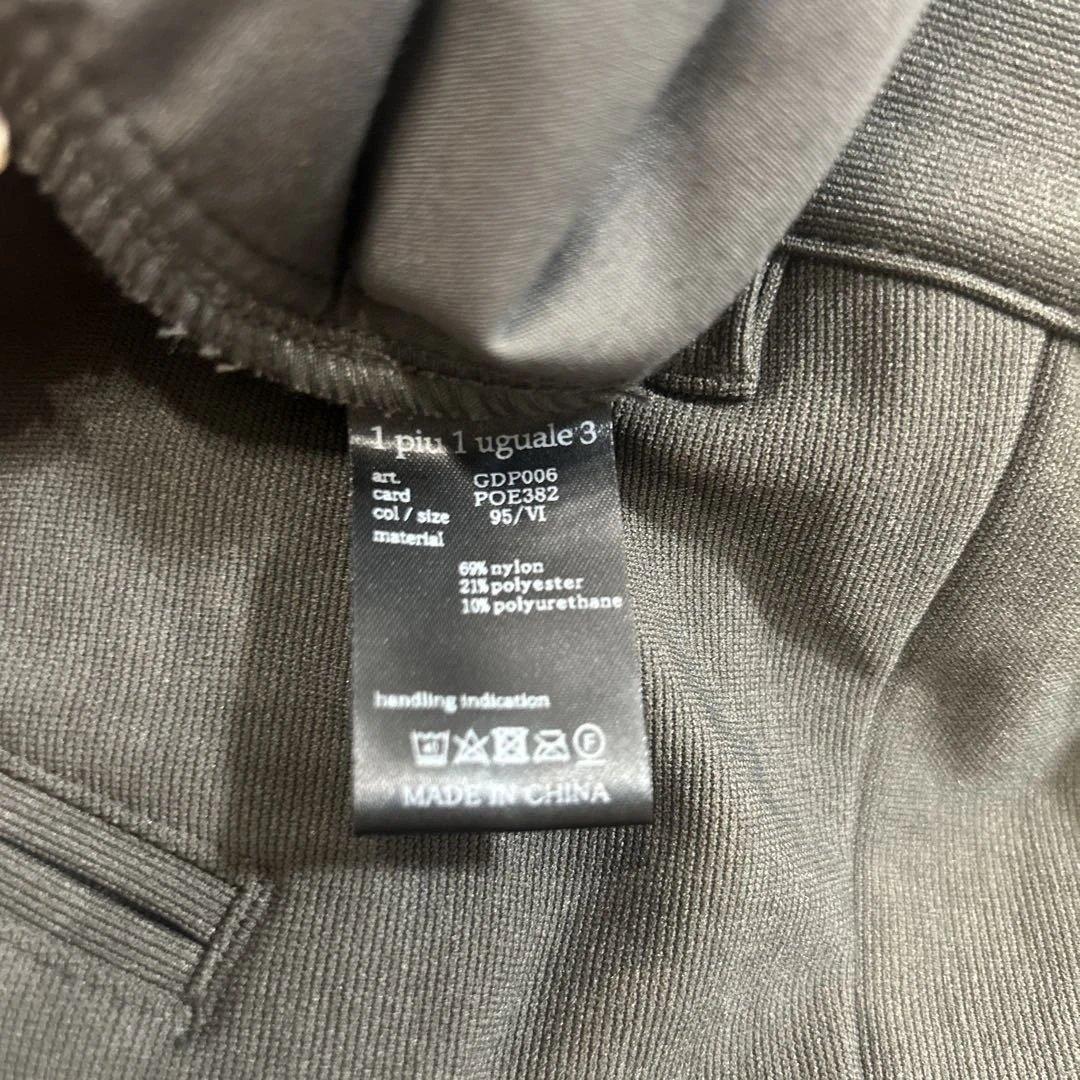 1 piu 1 uguale 3
art. GDP006
card POE382
col / size 95/VI
material
69% nylon
21% polyester
10% polyurethane
handling indication
F
MADE IN CHINA